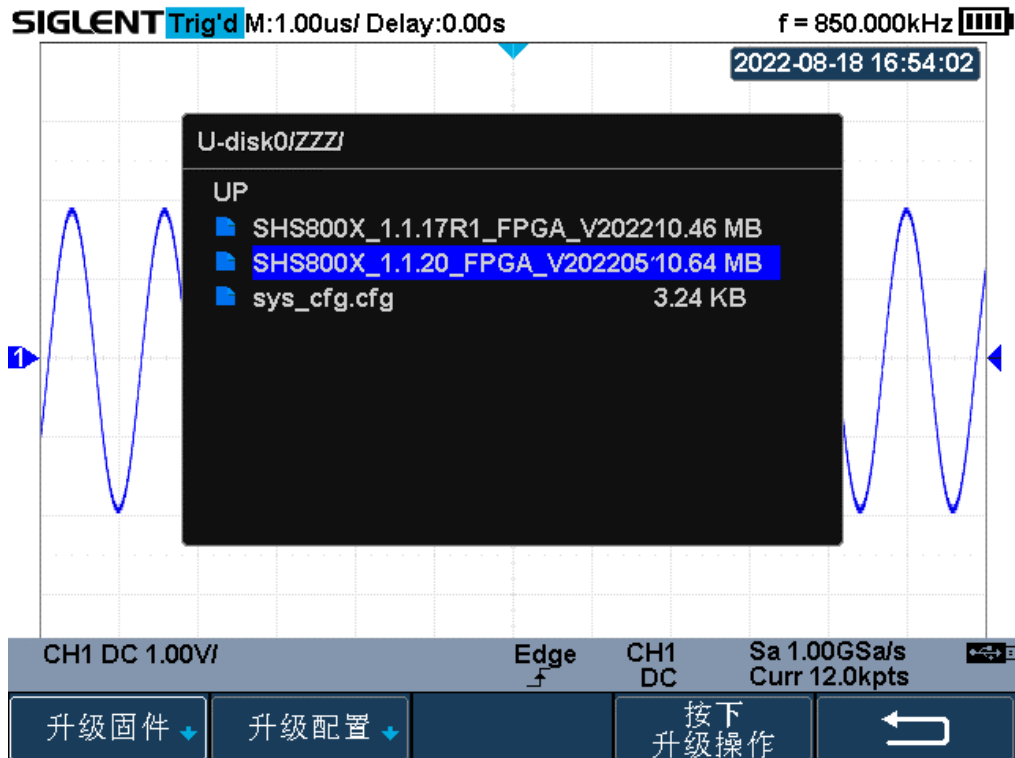 SIGLENT Trig'd M:1.00us/ Delay:0.00s f = 850.000kHz
2022-08-18 16:54:02
U-disk0/ZZZ/
UP
SHS800X_1.1.17R1_FPGA_V202210.46 MB
SHS800X_1.1.20_FPGA_V20220510.64 MB
sys_cfg.cfg 3.24 KB
1
CH1 DC 1.00V/ Edge CH1 Sa 1.00GSa/s
DC Curr 12.0kpts
升级固件 升级配置 按下
升级操作